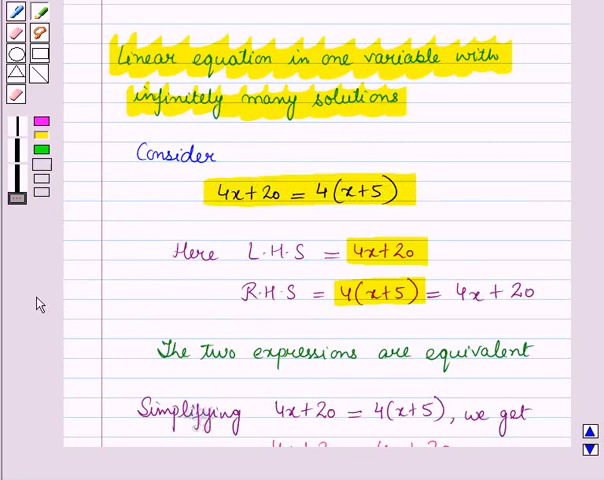 Linear equation in one variable with
infinitely many solutions
Consider
4x+20 = 4(x+5)
Here L.H.S = 4x+20
R.H.S = 4(x+5) = 4x + 20
The two expressions are equivalent
Simplifying 4x+20 = 4(x+5), we get